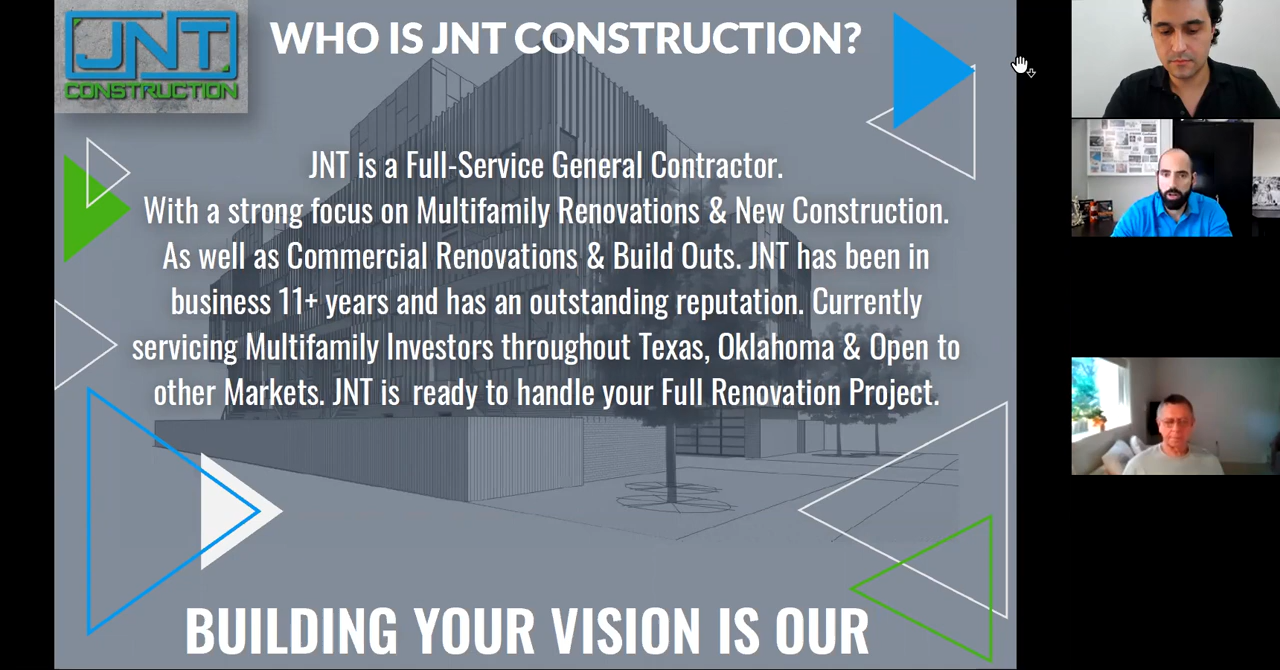 JNT
CONSTRUCTION
WHO IS JNT CONSTRUCTION?
JNT is a Full-Service General Contractor.
With a strong focus on Multifamily Renovations & New Construction.
As well as Commercial Renovations & Build Outs. JNT has been in
business 11+ years and has an outstanding reputation. Currently
servicing Multifamily Investors throughout Texas, Oklahoma & Open to
other Markets. JNT is ready to handle your Full Renovation Project.
BUILDING YOUR VISION IS OUR